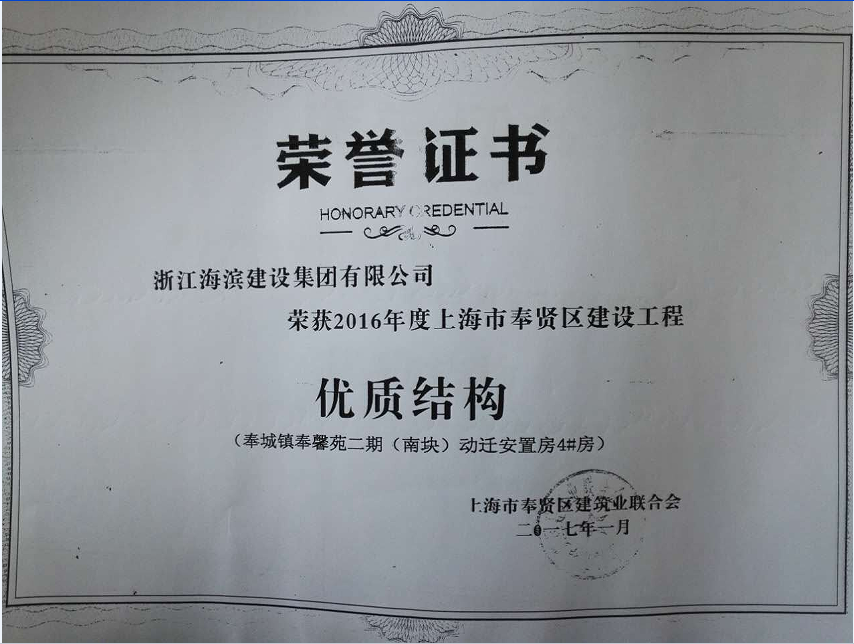 荣誉证书
HONORARY CREDENTIAL
浙江海滨建设集团有限公司
荣获2016年度上海市奉贤区建设工程
优质结构
（奉城镇奉馨苑二期（南块）动迁安置房4#房）
上海市奉贤区建筑业联合会
二0一七年一月